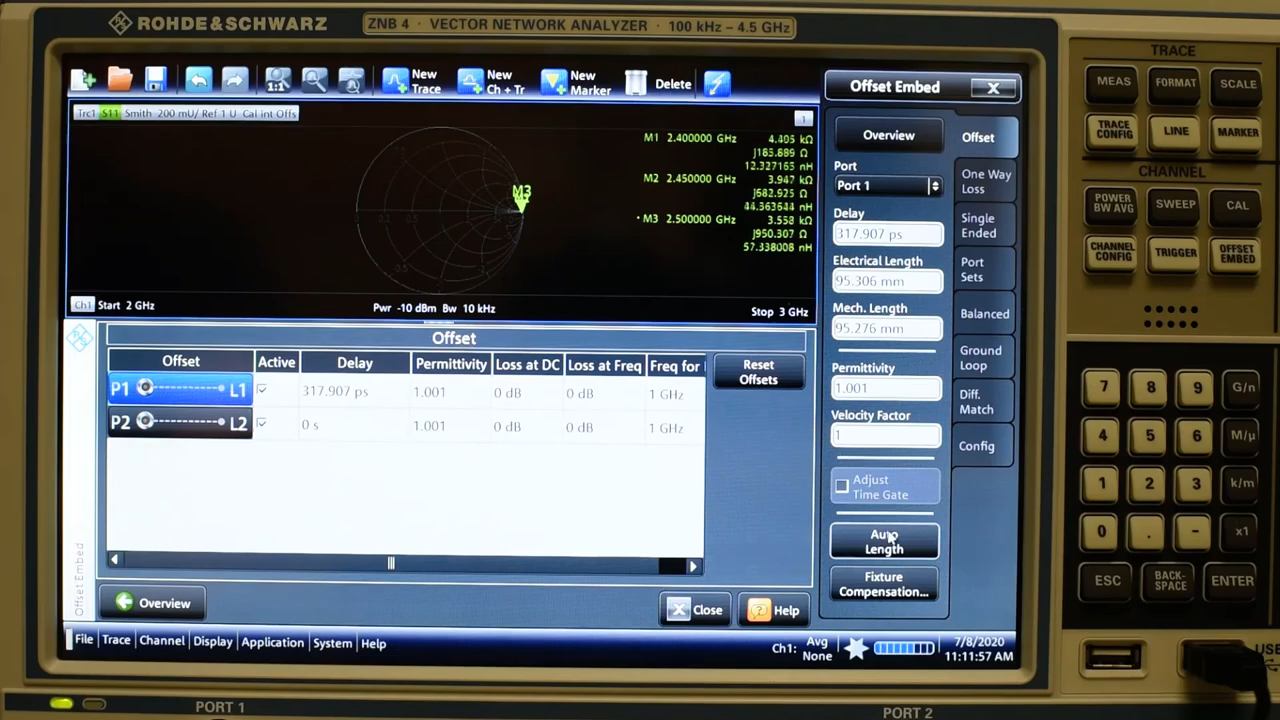 ROHDE & SCHWARZ
ZNB 4 · VECTOR NETWORK ANALYZER · 100 kHz – 4.5 GHz
New Trace
New Ch + Tr
New Marker
Delete
Trc1 S11 Smith 200 mU/ Ref 1 U Cal int Offs
1
M3
M1 2.400000 GHz 4.405 kΩ
j185.889 Ω
12.327165 nH
M2 2.450000 GHz 3.947 kΩ
j682.925 Ω
44.363644 nH
• M3 2.500000 GHz 3.558 kΩ
j950.307 Ω
57.338008 nH
Ch1 Start 2 GHz
Pwr -10 dBm Bw 10 kHz
Stop 3 GHz
Offset
Offset Active Delay Permittivity Loss at DC Loss at Freq Freq for
P1 L1 317.907 ps 1.001 0 dB 0 dB 1 GHz
P2 L2 0 s 1.001 0 dB 0 dB 1 GHz
Reset
Offsets
Offset Embed
Overview
Close
Help
File Trace Channel Display Application System Help
Ch1:
Avg
None
7/8/2020
11:11:57 AM
Offset Embed
X
Overview
Port
Port 1
Delay
317.907 ps
Electrical Length
95.306 mm
Mech. Length
95.276 mm
Permittivity
1.001
Velocity Factor
1
Adjust
Time Gate
Auto
Length
Fixture
Compensation...
Offset
One Way
Loss
Single
Ended
Port
Sets
Balanced
Ground
Loop
Diff.
Match
Config
TRACE
MEAS FORMAT SCALE
TRACE CONFIG LINE MARKER
CHANNEL
POWER BW AVG SWEEP CAL
CHANNEL CONFIG TRIGGER OFFSET EMBED
7 8 9 G/n
4 5 6 M/µ
1 2 3 k/m
0 . - x1
ESC BACK-SPACE ENTER
USB
PORT 1
PORT 2